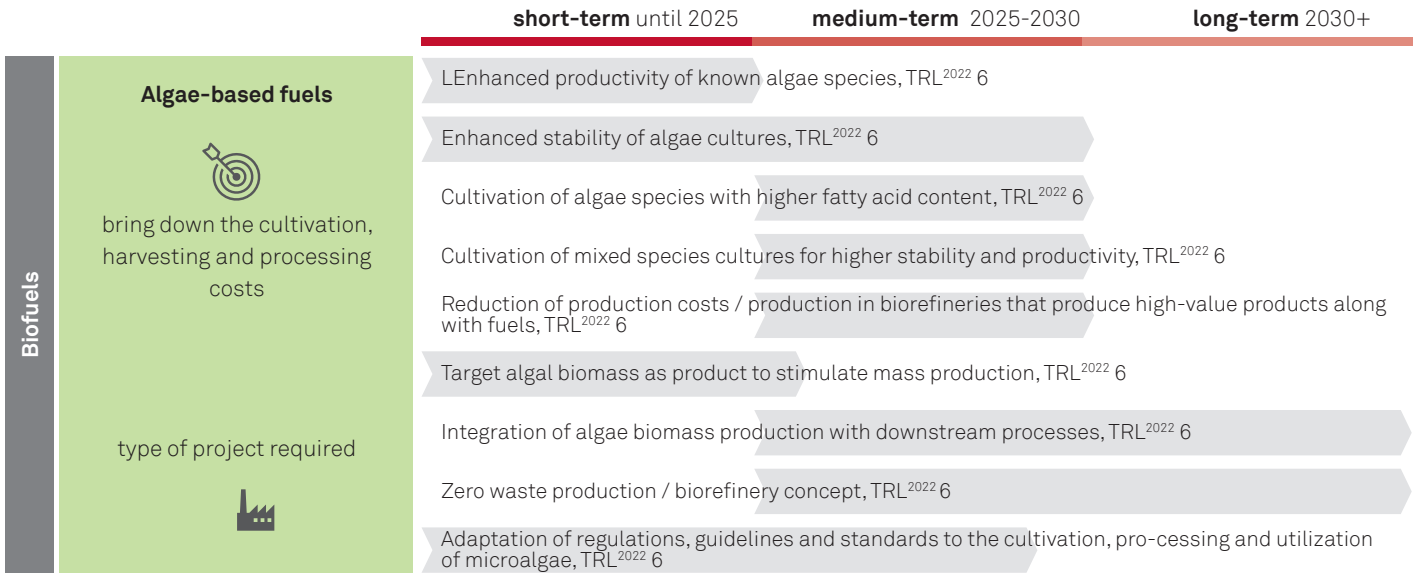 short-term until 2025
medium-term 2025-2030
long-term 2030+
Biofuels
Algae-based fuels
bring down the cultivation,
harvesting and processing
costs
type of project required
LEnhanced productivity of known algae species, TRL²⁰²² 6
Enhanced stability of algae cultures, TRL²⁰²² 6
Cultivation of algae species with higher fatty acid content, TRL²⁰²² 6
Cultivation of mixed species cultures for higher stability and productivity, TRL²⁰²² 6
Reduction of production costs / production in biorefineries that produce high-value products along
with fuels, TRL²⁰²² 6
Target algal biomass as product to stimulate mass production, TRL²⁰²² 6
Integration of algae biomass production with downstream processes, TRL²⁰²² 6
Zero waste production / biorefinery concept, TRL²⁰²² 6
Adaptation of regulations, guidelines and standards to the cultivation, pro-cessing and utilization
of microalgae, TRL²⁰²² 6